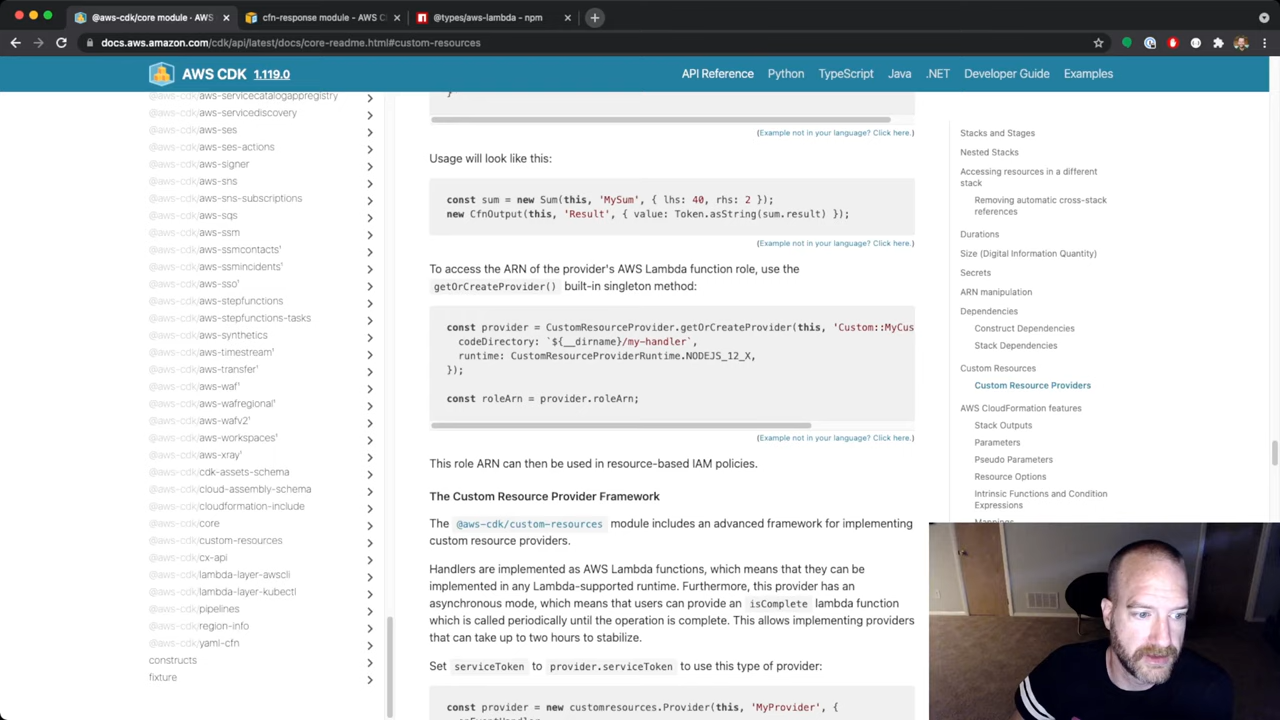 @aws-cdk/core module · AWS
cfn-response module - AWS C
@types/aws-lambda - npm
docs.aws.amazon.com/cdk/api/latest/docs/core-readme.html#custom-resources
AWS CDK 1.119.0
API Reference Python TypeScript Java .NET Developer Guide Examples
@aws-cdk/aws-servicecatalogappregistry
@aws-cdk/aws-servicediscovery
@aws-cdk/aws-ses
@aws-cdk/aws-ses-actions
@aws-cdk/aws-signer
@aws-cdk/aws-sns
@aws-cdk/aws-sns-subscriptions
@aws-cdk/aws-sqs
@aws-cdk/aws-ssm
@aws-cdk/aws-ssmcontacts¹
@aws-cdk/aws-ssmincidents¹
@aws-cdk/aws-sso¹
@aws-cdk/aws-stepfunctions
@aws-cdk/aws-stepfunctions-tasks
@aws-cdk/aws-synthetics
@aws-cdk/aws-timestream¹
@aws-cdk/aws-transfer¹
@aws-cdk/aws-waf¹
@aws-cdk/aws-wafregional¹
@aws-cdk/aws-wafv2¹
@aws-cdk/aws-workspaces¹
@aws-cdk/aws-xray¹
@aws-cdk/cdk-assets-schema
@aws-cdk/cloud-assembly-schema
@aws-cdk/cloudformation-include
@aws-cdk/core
@aws-cdk/custom-resources
@aws-cdk/cx-api
@aws-cdk/lambda-layer-awscli
@aws-cdk/lambda-layer-kubectl
@aws-cdk/pipelines
@aws-cdk/region-info
@aws-cdk/yaml-cfn
constructs
fixture
}
(Example not in your language? Click here.)
Usage will look like this:
const sum = new Sum(this, 'MySum', { lhs: 40, rhs: 2 });
new CfnOutput(this, 'Result', { value: Token.asString(sum.result) });
(Example not in your language? Click here.)
To access the ARN of the provider's AWS Lambda function role, use the
getOrCreateProvider() built-in singleton method:
const provider = CustomResourceProvider.getOrCreateProvider(this, 'Custom::MyCus
codeDirectory: `${__dirname}/my-handler`,
runtime: CustomResourceProviderRuntime.NODEJS_12_X,
});
const roleArn = provider.roleArn;
(Example not in your language? Click here.)
This role ARN can then be used in resource-based IAM policies.
The Custom Resource Provider Framework
The @aws-cdk/custom-resources module includes an advanced framework for implementing
custom resource providers.
Handlers are implemented as AWS Lambda functions, which means that they can be
implemented in any Lambda-supported runtime. Furthermore, this provider has an
asynchronous mode, which means that users can provide an isComplete lambda function
which is called periodically until the operation is complete. This allows implementing providers
that can take up to two hours to stabilize.
Set serviceToken to provider.serviceToken to use this type of provider:
const provider = new customresources.Provider(this, 'MyProvider', {
Stacks and Stages
Nested Stacks
Accessing resources in a different
stack
Removing automatic cross-stack
references
Durations
Size (Digital Information Quantity)
Secrets
ARN manipulation
Dependencies
Construct Dependencies
Stack Dependencies
Custom Resources
Custom Resource Providers
AWS CloudFormation features
Stack Outputs
Parameters
Pseudo Parameters
Resource Options
Intrinsic Functions and Condition
Expressions